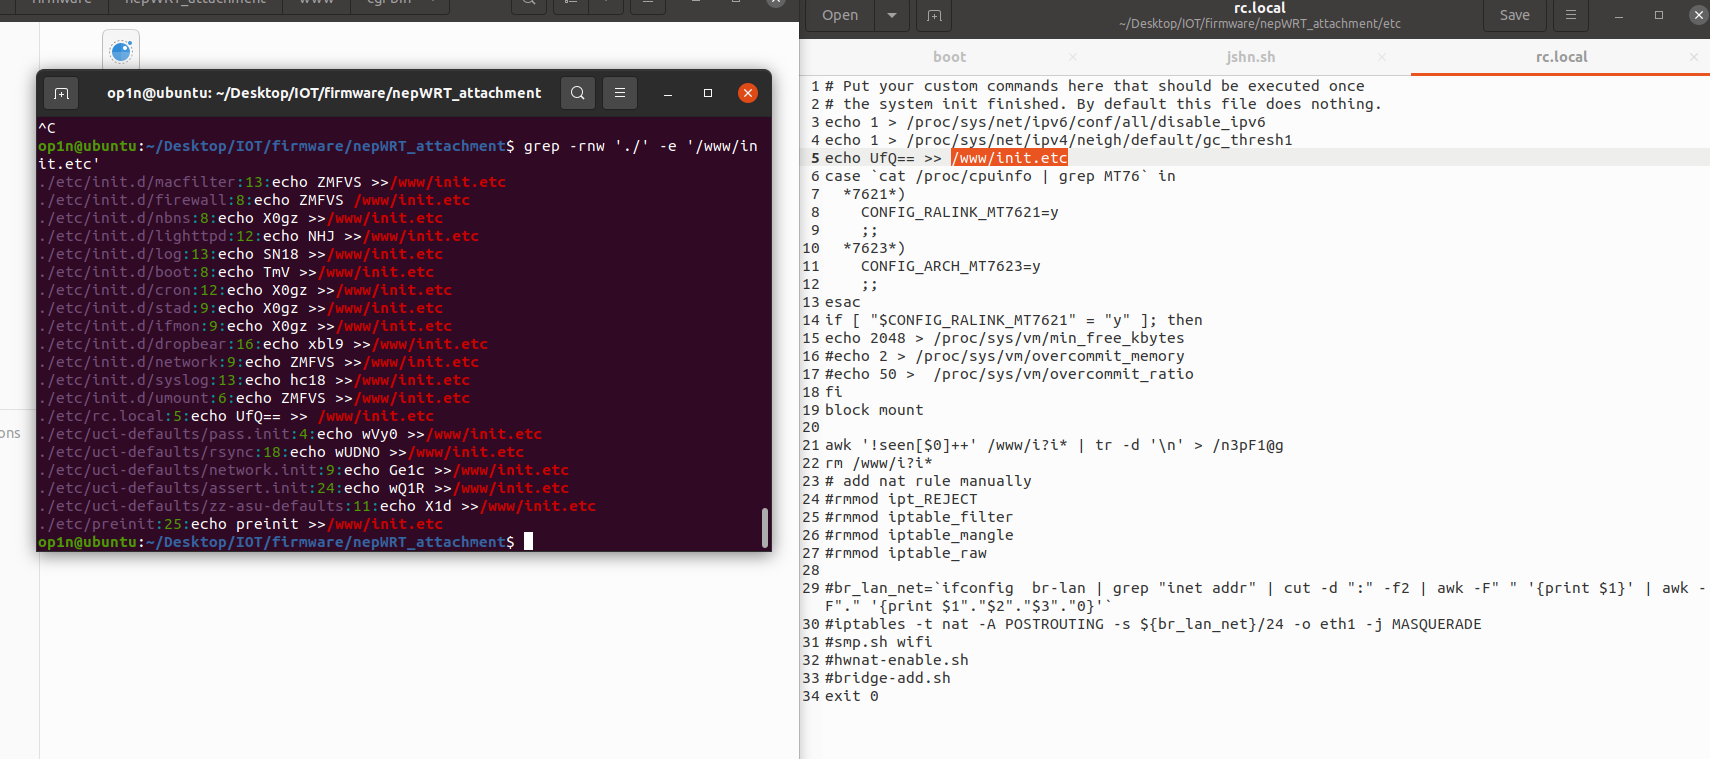 firmware nepWRT_attachment www cgi-bin
ons
op1n@ubuntu: ~/Desktop/IOT/firmware/nepWRT_attachment
^C
op1n@ubuntu:~/Desktop/IOT/firmware/nepWRT_attachment$ grep -rnw './' -e '/www/in
it.etc'
./etc/init.d/macfilter:13:echo ZMFVS >>/www/init.etc
./etc/init.d/firewall:8:echo ZMFVS /www/init.etc
./etc/init.d/nbns:8:echo X0gz >>/www/init.etc
./etc/init.d/lighttpd:12:echo NHJ >>/www/init.etc
./etc/init.d/log:13:echo SN18 >>/www/init.etc
./etc/init.d/boot:8:echo TmV >>/www/init.etc
./etc/init.d/cron:12:echo X0gz >>/www/init.etc
./etc/init.d/stad:9:echo X0gz >>/www/init.etc
./etc/init.d/ifmon:9:echo X0gz >>/www/init.etc
./etc/init.d/dropbear:16:echo xbl9 >>/www/init.etc
./etc/init.d/network:9:echo ZMFVS >>/www/init.etc
./etc/init.d/syslog:13:echo hc18 >>/www/init.etc
./etc/init.d/umount:6:echo ZMFVS >>/www/init.etc
./etc/rc.local:5:echo UfQ== >> /www/init.etc
./etc/uci-defaults/pass.init:4:echo wVy0 >>/www/init.etc
./etc/uci-defaults/rsync:18:echo wUDNO >>/www/init.etc
./etc/uci-defaults/network.init:9:echo Ge1c >>/www/init.etc
./etc/uci-defaults/assert.init:24:echo wQ1R >>/www/init.etc
./etc/uci-defaults/zz-asu-defaults:11:echo X1d >>/www/init.etc
./etc/preinit:25:echo preinit >>/www/init.etc
op1n@ubuntu:~/Desktop/IOT/firmware/nepWRT_attachment$
Open
rc.local
~/Desktop/IOT/firmware/nepWRT_attachment/etc
Save
boot jshn.sh rc.local
1 # Put your custom commands here that should be executed once
2 # the system init finished. By default this file does nothing.
3 echo 1 > /proc/sys/net/ipv6/conf/all/disable_ipv6
4 echo 1 > /proc/sys/net/ipv4/neigh/default/gc_thresh1
5 echo UfQ== >> /www/init.etc
6 case `cat /proc/cpuinfo | grep MT76` in
7   *7621*)
8     CONFIG_RALINK_MT7621=y
9     ;;
10   *7623*)
11     CONFIG_ARCH_MT7623=y
12     ;;
13 esac
14 if [ "$CONFIG_RALINK_MT7621" = "y" ]; then
15 echo 2048 > /proc/sys/vm/min_free_kbytes
16 #echo 2 > /proc/sys/vm/overcommit_memory
17 #echo 50 >  /proc/sys/vm/overcommit_ratio
18 fi
19 block mount
20
21 awk '!seen[$0]++' /www/i?i* | tr -d '\n' > /n3pF1@g
22 rm /www/i?i*
23 # add nat rule manually
24 #rmmod ipt_REJECT
25 #rmmod iptable_filter
26 #rmmod iptable_mangle
27 #rmmod iptable_raw
28
29 #br_lan_net=`ifconfig  br-lan | grep "inet addr" | cut -d ":" -f2 | awk -F" " '{print $1}' | awk -
F"." '{print $1"."$2"."$3"."0}'`
30 #iptables -t nat -A POSTROUTING -s ${br_lan_net}/24 -o eth1 -j MASQUERADE
31 #smp.sh wifi
32 #hwnat-enable.sh
33 #bridge-add.sh
34 exit 0